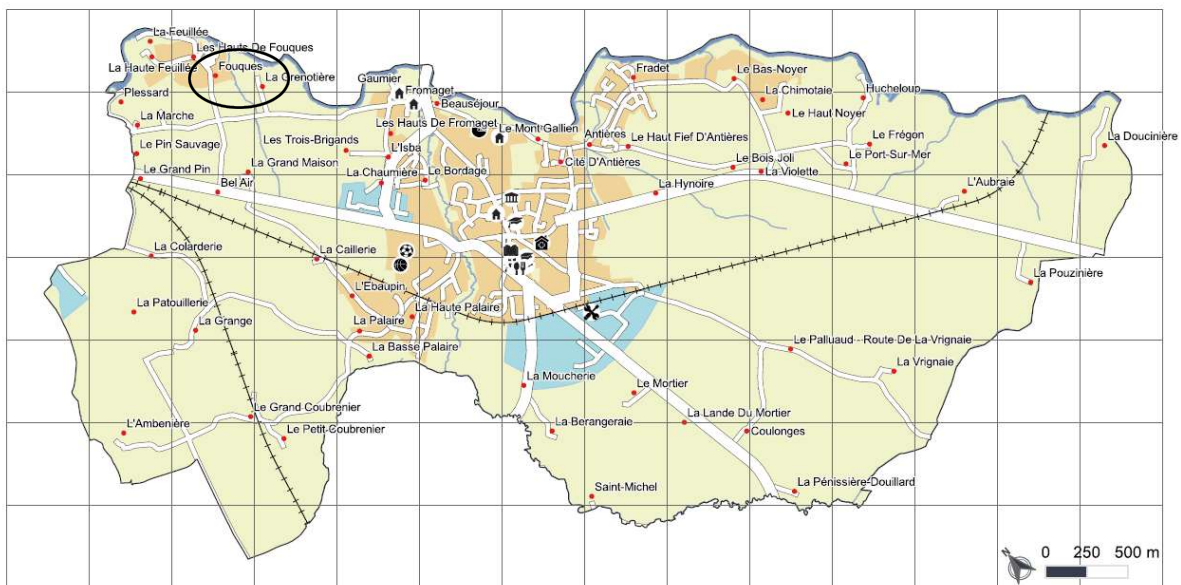 La Feuillée
Les Hauts De Fouques
La Haute Feuillée
Fouques
La Grenotière
Plessard
La Marche
Le Pin Sauvage
Le Grand Pin
Bel Air
La Grand Maison
Les Trois-Brigands
Gaumier
Fromaget
Beauséjour
Les Hauts De Fromaget
L'Isba
La Chaumière
Le Bordage
Le Mont Gallien
Antières
Cité D'Antières
Fradet
Le Haut Fief D'Antières
Le Bas-Noyer
La Chimotaie
Le Haut Noyer
Hucheloup
Le Frégon
Le Port-Sur-Mer
Le Bois Joli
La Violette
La Hynoire
La Doucinière
L'Aubraie
La Pouzinière
La Colarderie
La Caillerie
L'Ebaupin
La Patouillerie
La Grange
La Palaire
La Haute Palaire
La Basse Palaire
Le Palluaud - Route De La Vrignaie
La Vrignaie
La Moucherie
Le Mortier
La Lande Du Mortier
Coulonges
La Berangeraie
Le Grand Coubrenier
L'Ambenière
Le Petit-Coubrenier
Saint-Michel
La Pénissière-Douillard
N
0 250 500 m